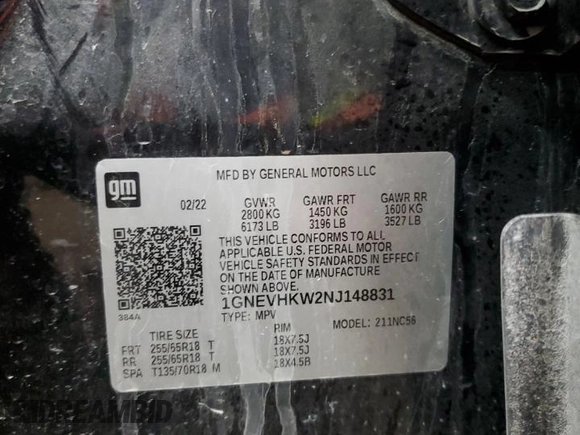 MFD BY GENERAL MOTORS LLC
gm
02/22
GVWR GAWR FRT GAWR RR
2800 KG 1450 KG 1600 KG
6173 LB 3196 LB 3527 LB
THIS VEHICLE CONFORMS TO ALL
APPLICABLE U.S. FEDERAL MOTOR
VEHICLE SAFETY STANDARDS IN EFFECT
ON THE DATE OF MANUFACTURE
SHOWN ABOVE.
1GNEVHKW2NJ148831
384A
TYPE: MPV MODEL: 211NC56
TIRE SIZE RIM
FRT 255/65R18 T 18X7.5J
RR 255/65R18 T 18X7.5J
SPA T135/70R18 M 18X4.5B
DREAMBID